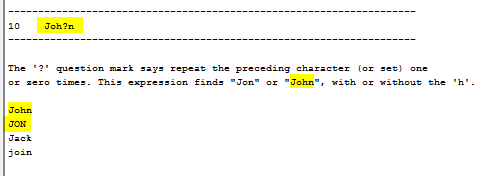 10 Joh?n
The '?' question mark says repeat the preceding character (or set) one
or zero times. This expression finds "Jon" or "John", with or without the 'h'.
John
JON
Jack
join